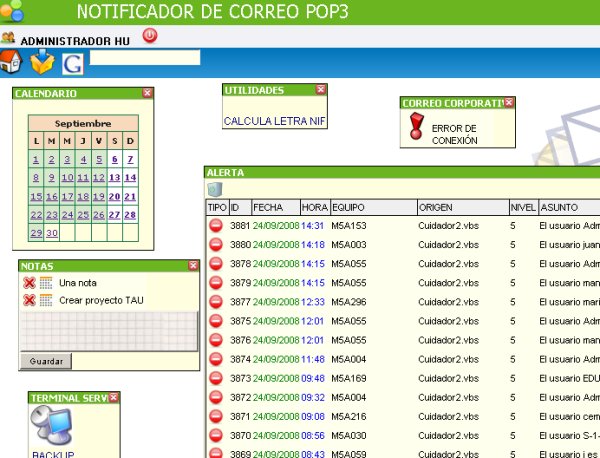 NOTIFICADOR DE CORREO POP3
ADMINISTRADOR HU
G
CALENDARIO
Septiembre
L M M J V S D
1 2 3 4 5 6 7
8 9 10 11 12 13 14
15 16 17 18 19 20 21
22 23 24 25 26 27 28
29 30
UTILIDADES
CALCULA LETRA NIF
CORREO CORPORATIV
ERROR DE
CONEXIÓN
NOTAS
Una nota
Crear proyecto TAU
Guardar
TERMINAL SERV
BACKUP
ALERTA
TIPO ID FECHA HORA EQUIPO ORIGEN NIVEL ASUNTO
3881 24/09/2008 14:31 M5A153 Cuidador2.vbs 5 El usuario Adm
3880 24/09/2008 14:18 M5A003 Cuidador2.vbs 5 El usuario juan
3878 24/09/2008 14:15 M5A055 Cuidador2.vbs 5 El usuario Adm
3879 24/09/2008 14:15 M5A055 Cuidador2.vbs 5 El usuario man
3877 24/09/2008 12:33 M5A296 Cuidador2.vbs 5 El usuario mari
3875 24/09/2008 12:01 M5A055 Cuidador2.vbs 5 El usuario Adm
3876 24/09/2008 12:01 M5A055 Cuidador2.vbs 5 El usuario man
3874 24/09/2008 11:48 M5A004 Cuidador2.vbs 5 El usuario Adm
3873 24/09/2008 09:48 M5A169 Cuidador2.vbs 5 El usuario EDU
3872 24/09/2008 09:32 M5A004 Cuidador2.vbs 5 El usuario Adm
3871 24/09/2008 09:08 M5A216 Cuidador2.vbs 5 El usuario cem
3870 24/09/2008 08:56 M5A030 Cuidador2.vbs 5 El usuario S-1-
3869 24/09/2008 08:43 M5A059 Cuidador2.vbs 5 El usuario j es